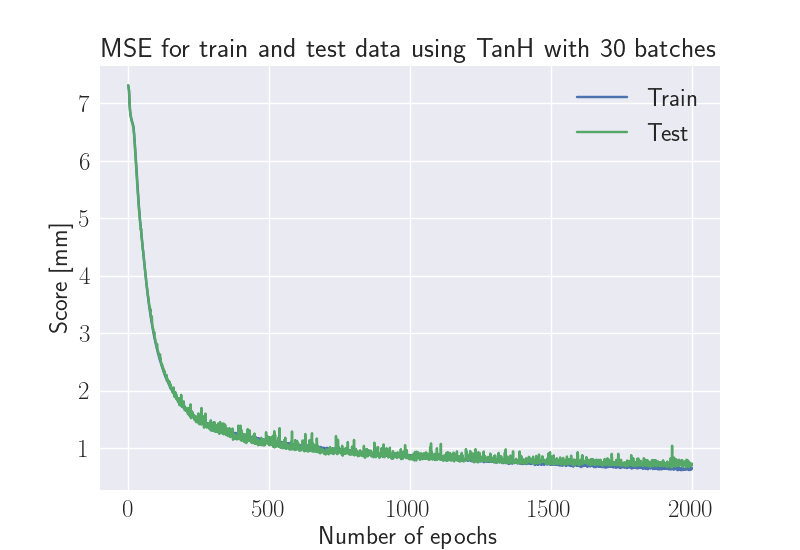 MSE for train and test data using TanH with 30 batches
Train
Test
7
6
5
4
3
2
1
Score [mm]
0
500
1000
1500
2000
Number of epochs